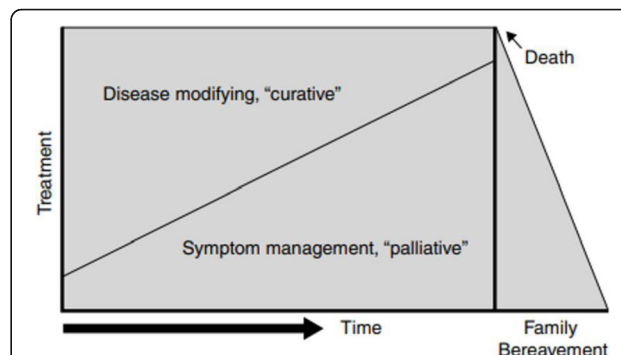 Death
Disease modifying, “curative”
Treatment
Symptom management, “palliative”
Time
Family
Bereavement